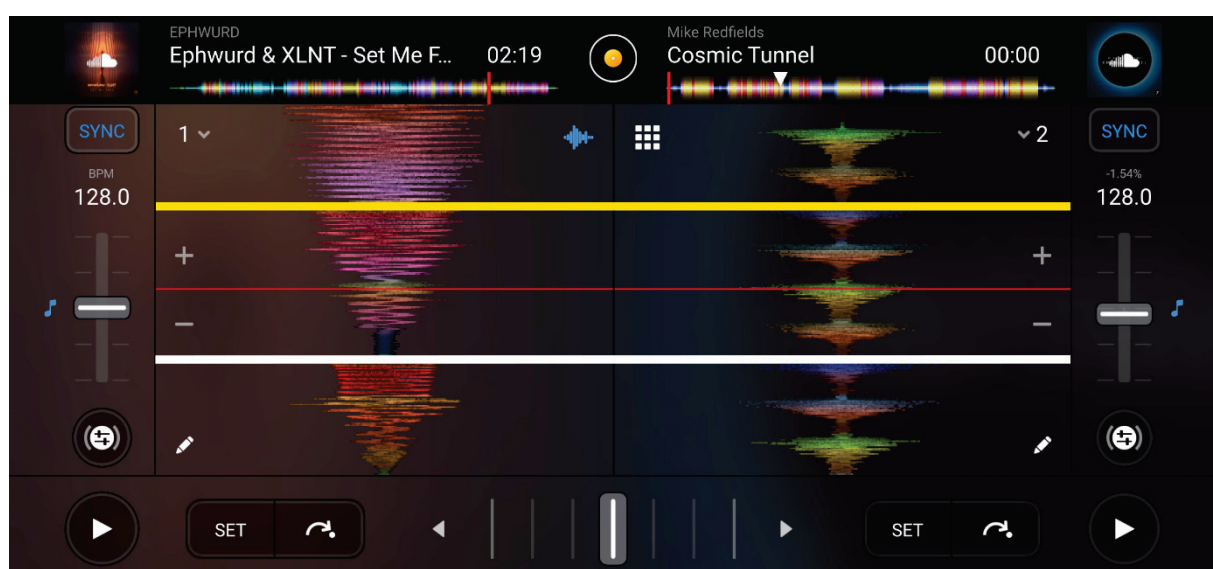 EPHWURD
Ephwurd & XLNT - Set Me F... 02:19
Mike Redfields
Cosmic Tunnel 00:00
SYNC
1
2
SYNC
BPM
128.0
-1.54%
128.0
SET
SET